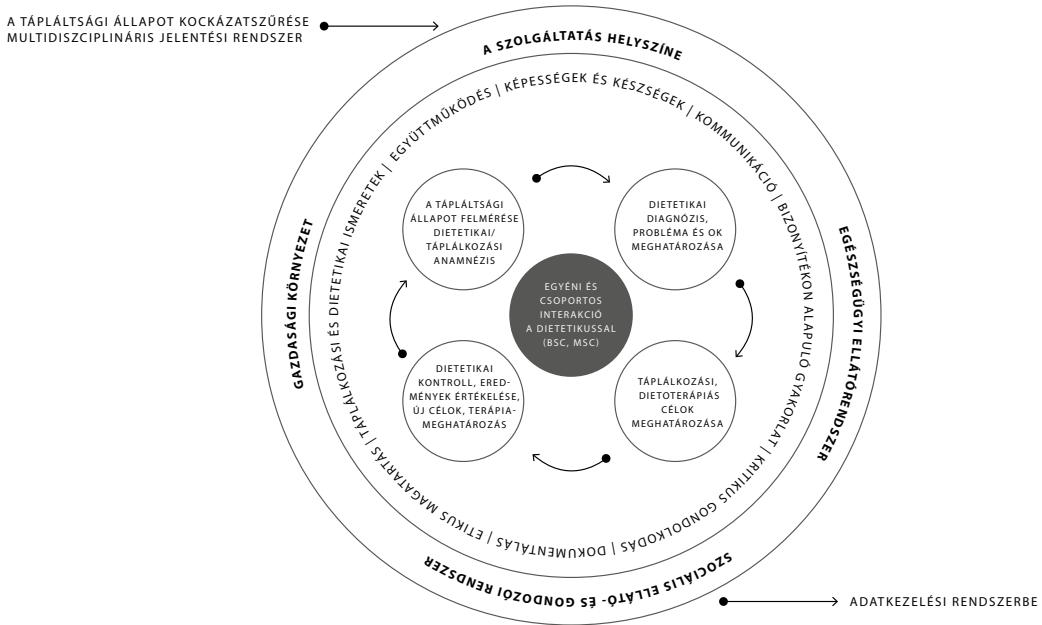 A TÁPLÁLTSÁGI ÁLLAPOT KOCKÁZATSZŰRÉSE
MULTIDISZCIPLINÁRIS JELENTÉSI RENDSZER
A SZOLGÁLTATÁS HELYSZÍNE
EGÉSZSÉGÜGYI ELLÁTÓRENDSZER
SZOCIÁLIS ELLÁTÓ- ÉS GONDOZÓI RENDSZER
GAZDASÁGI KÖRNYEZET
TÁPLÁLKOZÁSI ÉS DIETETIKAI ISMERETEK | EGYÜTTMŰKÖDÉS | KÉPESSÉGEK ÉS KÉSZSÉGEK | KOMMUNIKÁCIÓ | BIZONYÍTÉKON ALAPULÓ GYAKORLAT | KRITIKUS GONDOLKODÁS | DOKUMENTÁLÁS | ETIKUS MAGATARTÁS |
A TÁPLÁLTSÁGI
ÁLLAPOT FELMÉRÉSE
DIETETIKAI/
TÁPLÁLKOZÁSI
ANAMNÉZIS
DIETETIKAI
DIAGNÓZIS,
PROBLÉMA ÉS OK
MEGHATÁROZÁSA
EGYÉNI ÉS
CSOPORTOS
INTERAKCIÓ
A DIETETIKUSSAL
(BSC, MSC)
DIETETIKAI
KONTROLL, ERED-
MÉNYEK ÉRTÉKELÉSE,
ÚJ CÉLOK, TERÁPIA-
MEGHATÁROZÁS
TÁPLÁLKOZÁSI,
DIETOTERÁPIÁS
CÉLOK
MEGHATÁROZÁSA
ADATKEZELÉSI RENDSZERBE